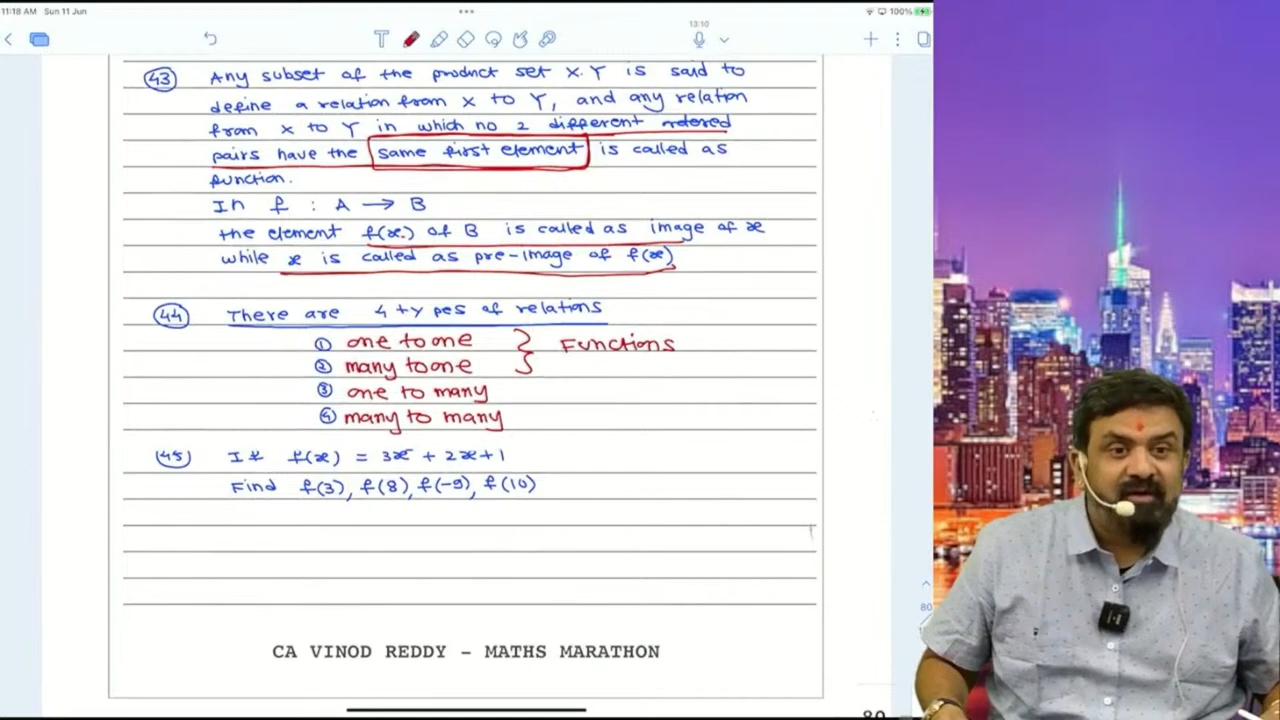 11:18 AM Sun 11 Jun
100%
13:10
T
43 Any subset of the product set X.Y is said to
define a relation from X to Y, and any relation
from X to Y in which no 2 different ordered
pairs have the same first element is called as
function.
In f : A → B
the element f(x) of B is called as image of x
while x is called as pre-image of f(x)
44 There are 4 types of relations
1 one to one } Functions
2 many to one
3 one to many
4 many to many
(45) If f(x) = 3x² + 2x+1
Find f(3), f(8), f(-9), f(10)
80
CA VINOD REDDY - MATHS MARATHON